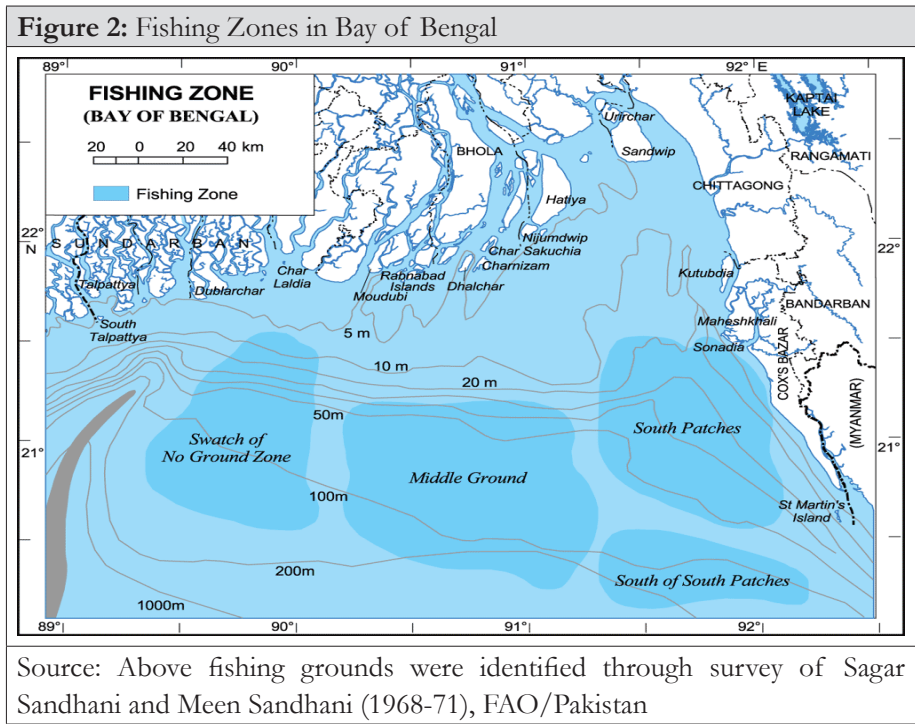 Figure 2: Fishing Zones in Bay of Bengal
89° 90° 91° 92° E
FISHING ZONE
(BAY OF BENGAL)
20 0 20 40 km
Fishing Zone
KAPTAI
LAKE
Urirchar
BHOLA
Sandwip
RANGAMATI
CHITTAGONG
Hatiya
22°
N
SUNDARBAN
Nijumdwip
22°
Char Sakuchia
Char
Laldia
Charnizam
Kutubdia
Talpattya
Dublarchar
Rabnabad
Islands
Dhalchar
Moudubi
BANDARBAN
South
Talpattya
Maheshkhali
5 m
Sonadia
COX'S BAZAR
10 m
20 m
(MYANMAR)
50m
South Patches
Swatch of
No Ground Zone
21°
21°
Middle Ground
100m
St Martin's
Island
200m
South of South Patches
1000m
89° 90° 91° 92°
Source: Above fishing grounds were identified through survey of Sagar
Sandhani and Meen Sandhani (1968-71), FAO/Pakistan